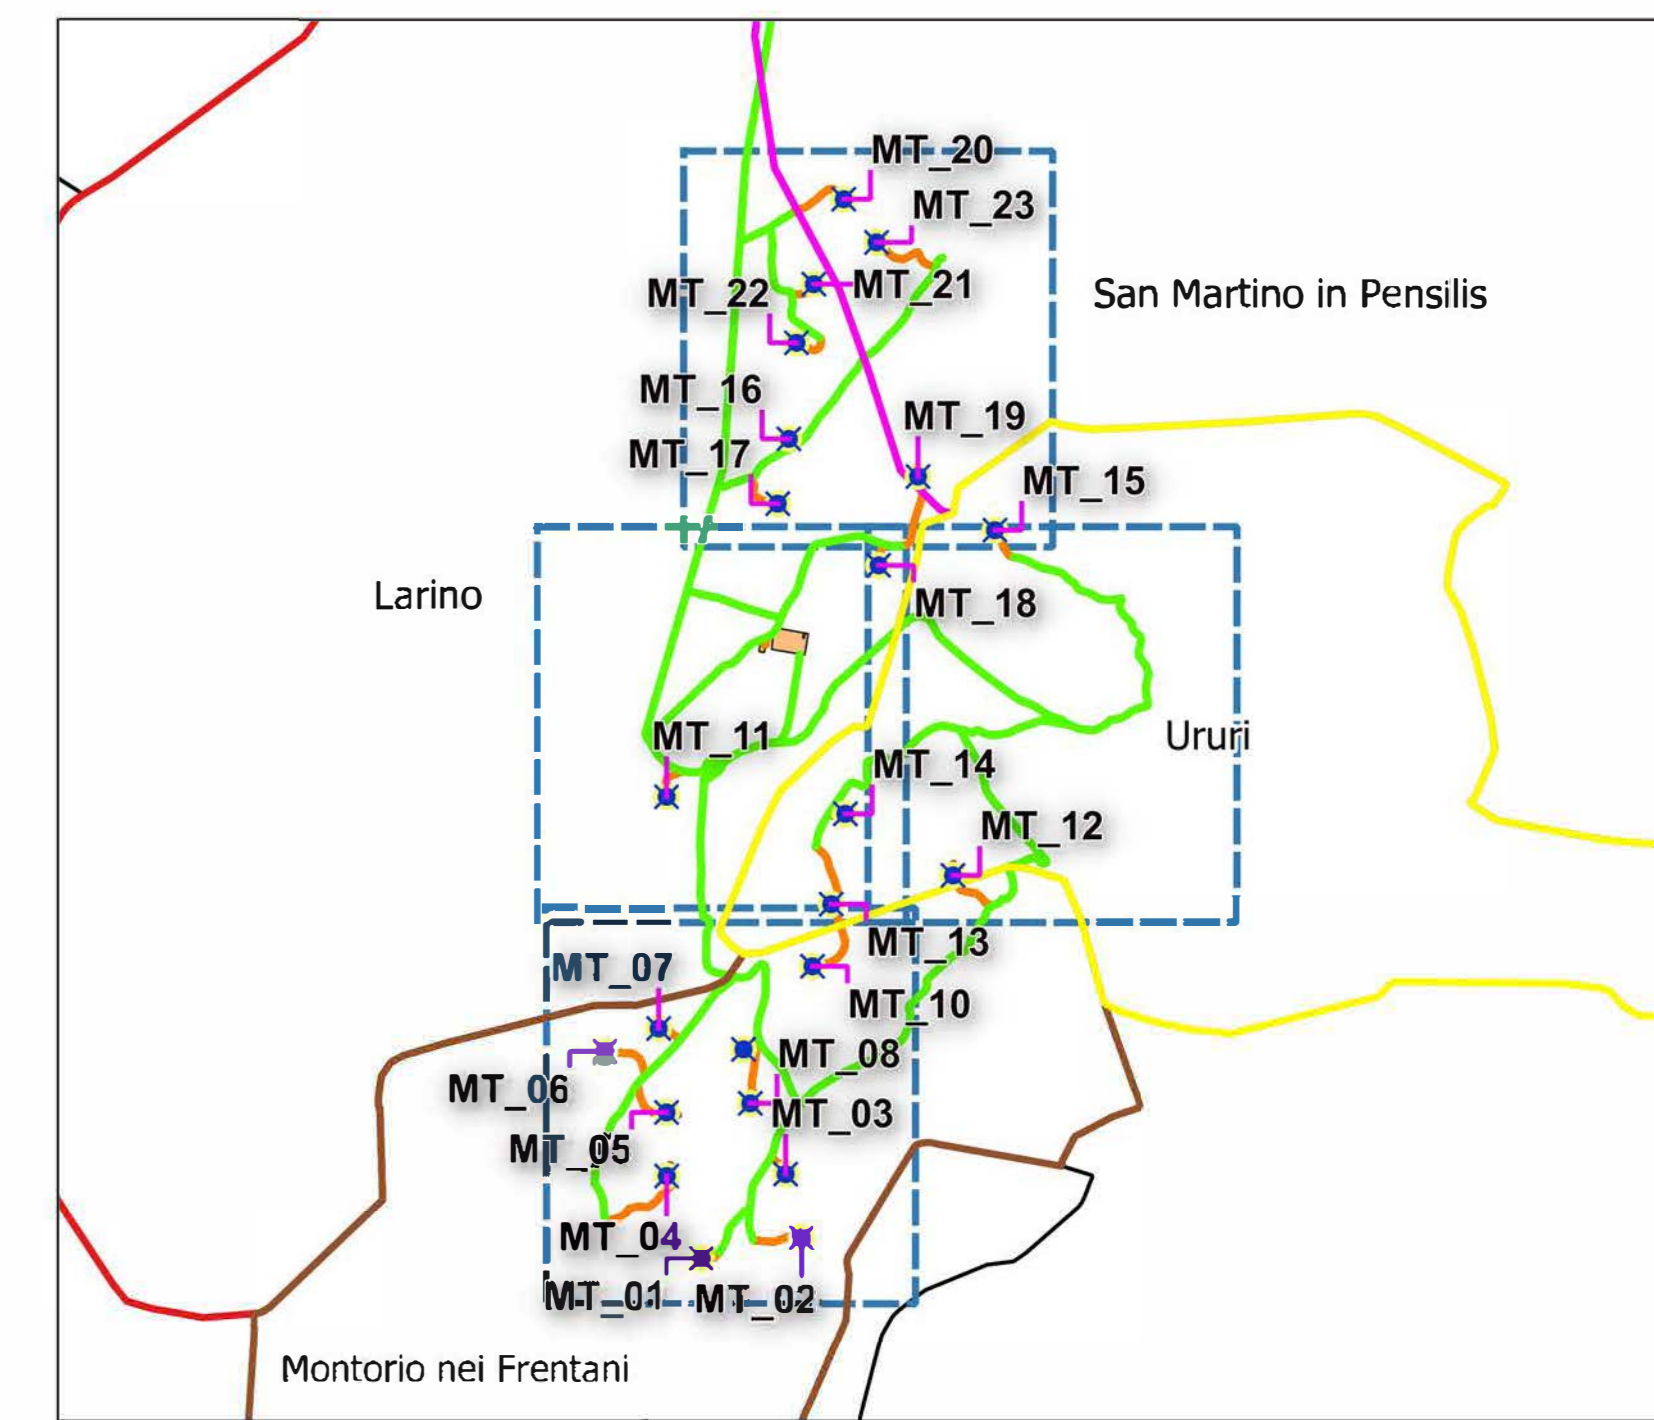 MT_20
MT_23
San Martino in Pensilis
MT_21
MT_22
MT_16
MT_19
MT_17
MT_15
Larino
MT_18
MT_11
Ururi
MT_14
MT_12
MT_13
MT_07
MT_10
MT_08
MT_06
MT_03
MT_05
MT_04
MT_01
MT_02
Montorio nei Frentani